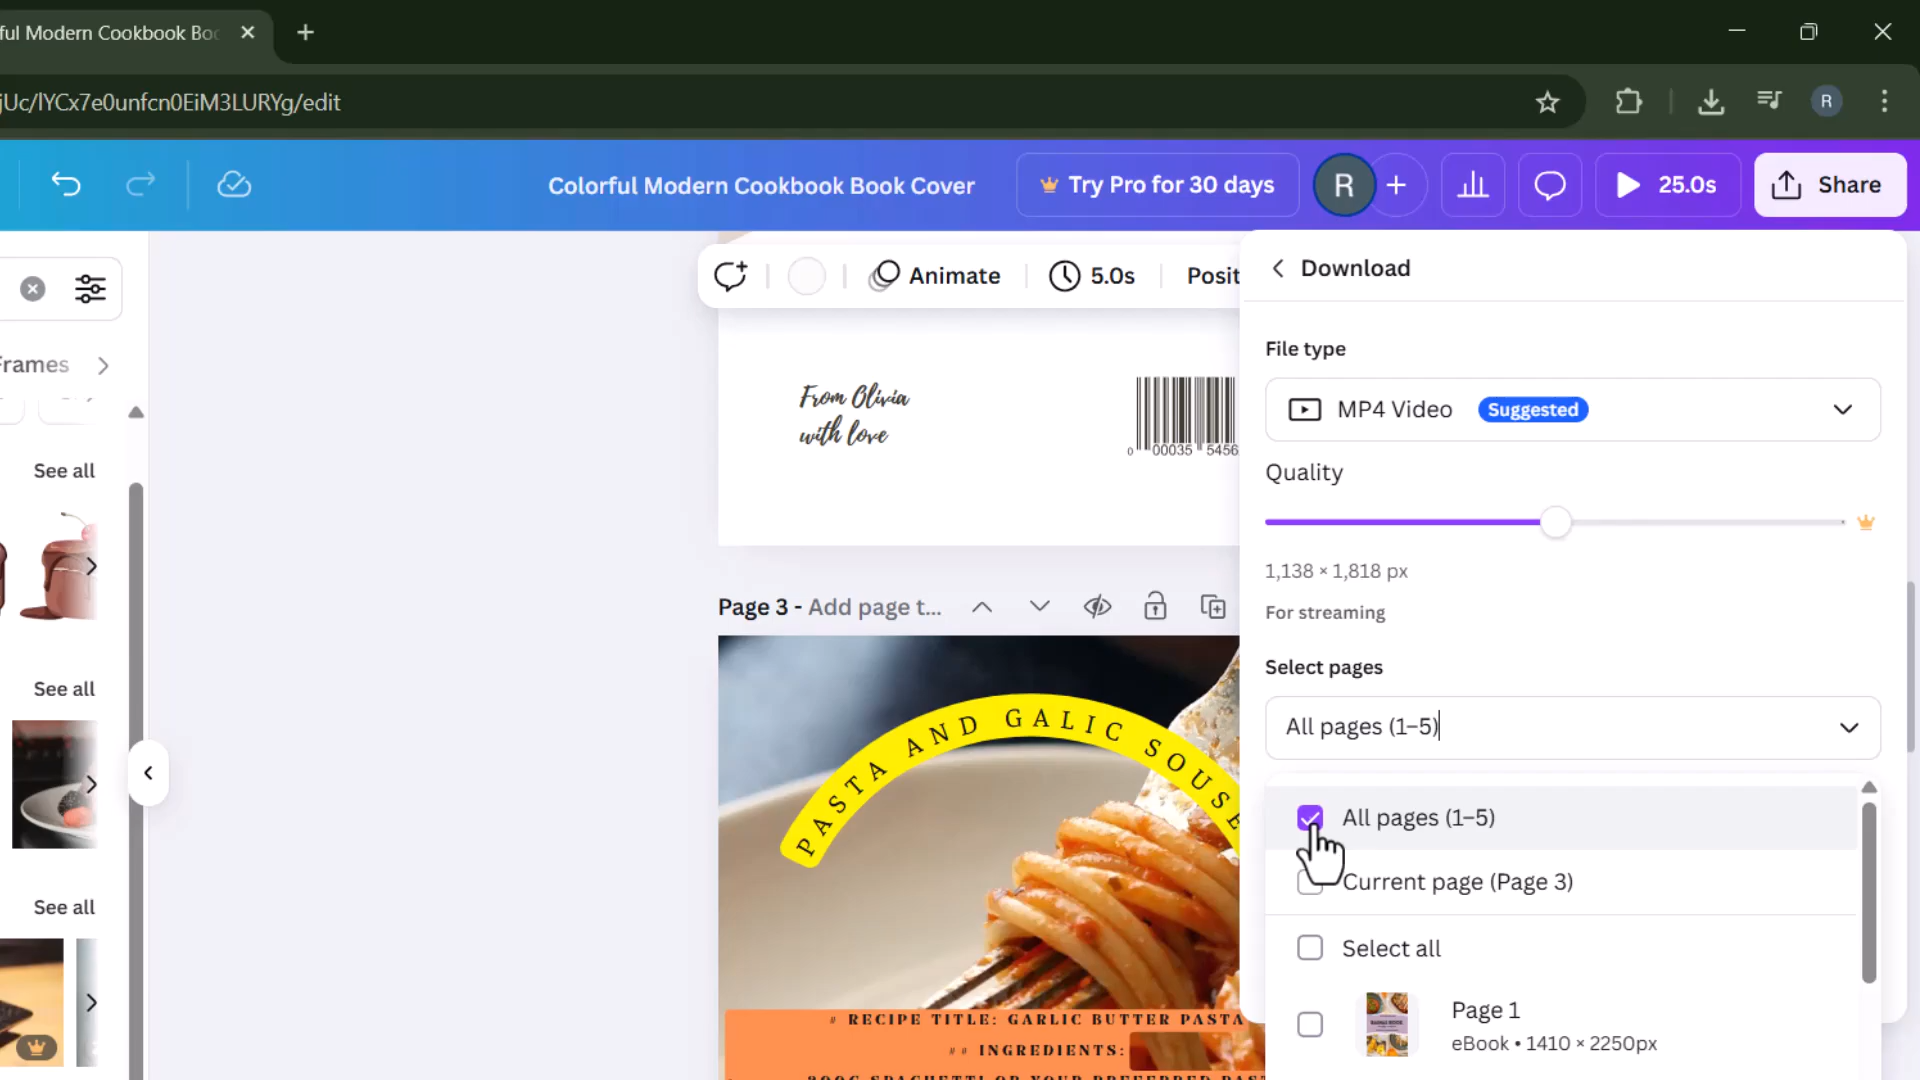 ful Modern Cookbook Boo
jUc/lYCx7e0unfcn0EiM3LURYg/edit
R
Colorful Modern Cookbook Book Cover
Try Pro for 30 days
R
25.0s
Share
Animate
5.0s
Posit
Download
Frames
File type
MP4 Video
Suggested
From Olivia
with love
0 00035 5456
See all
Quality
1,138 × 1,818 px
For streaming
Page 3 - Add page t...
Select pages
See all
All pages (1–5)
PASTA AND GALIC SOUSE
All pages (1–5)
Current page (Page 3)
See all
Select all
Page 1
eBook • 1410 × 2250px
# RECIPE TITLE: GARLIC BUTTER PASTA
## INGREDIENTS: